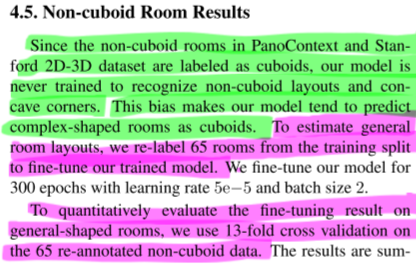 4.5. Non-cuboid Room Results
Since the non-cuboid rooms in PanoContext and Stan-
ford 2D-3D dataset are labeled as cuboids, our model is
never trained to recognize non-cuboid layouts and con-
cave corners. This bias makes our model tend to predict
complex-shaped rooms as cuboids. To estimate general
room layouts, we re-label 65 rooms from the training split
to fine-tune our trained model. We fine-tune our model for
300 epochs with learning rate 5e−5 and batch size 2.
To quantitatively evaluate the fine-tuning result on
general-shaped rooms, we use 13-fold cross validation on
the 65 re-annotated non-cuboid data. The results are sum-